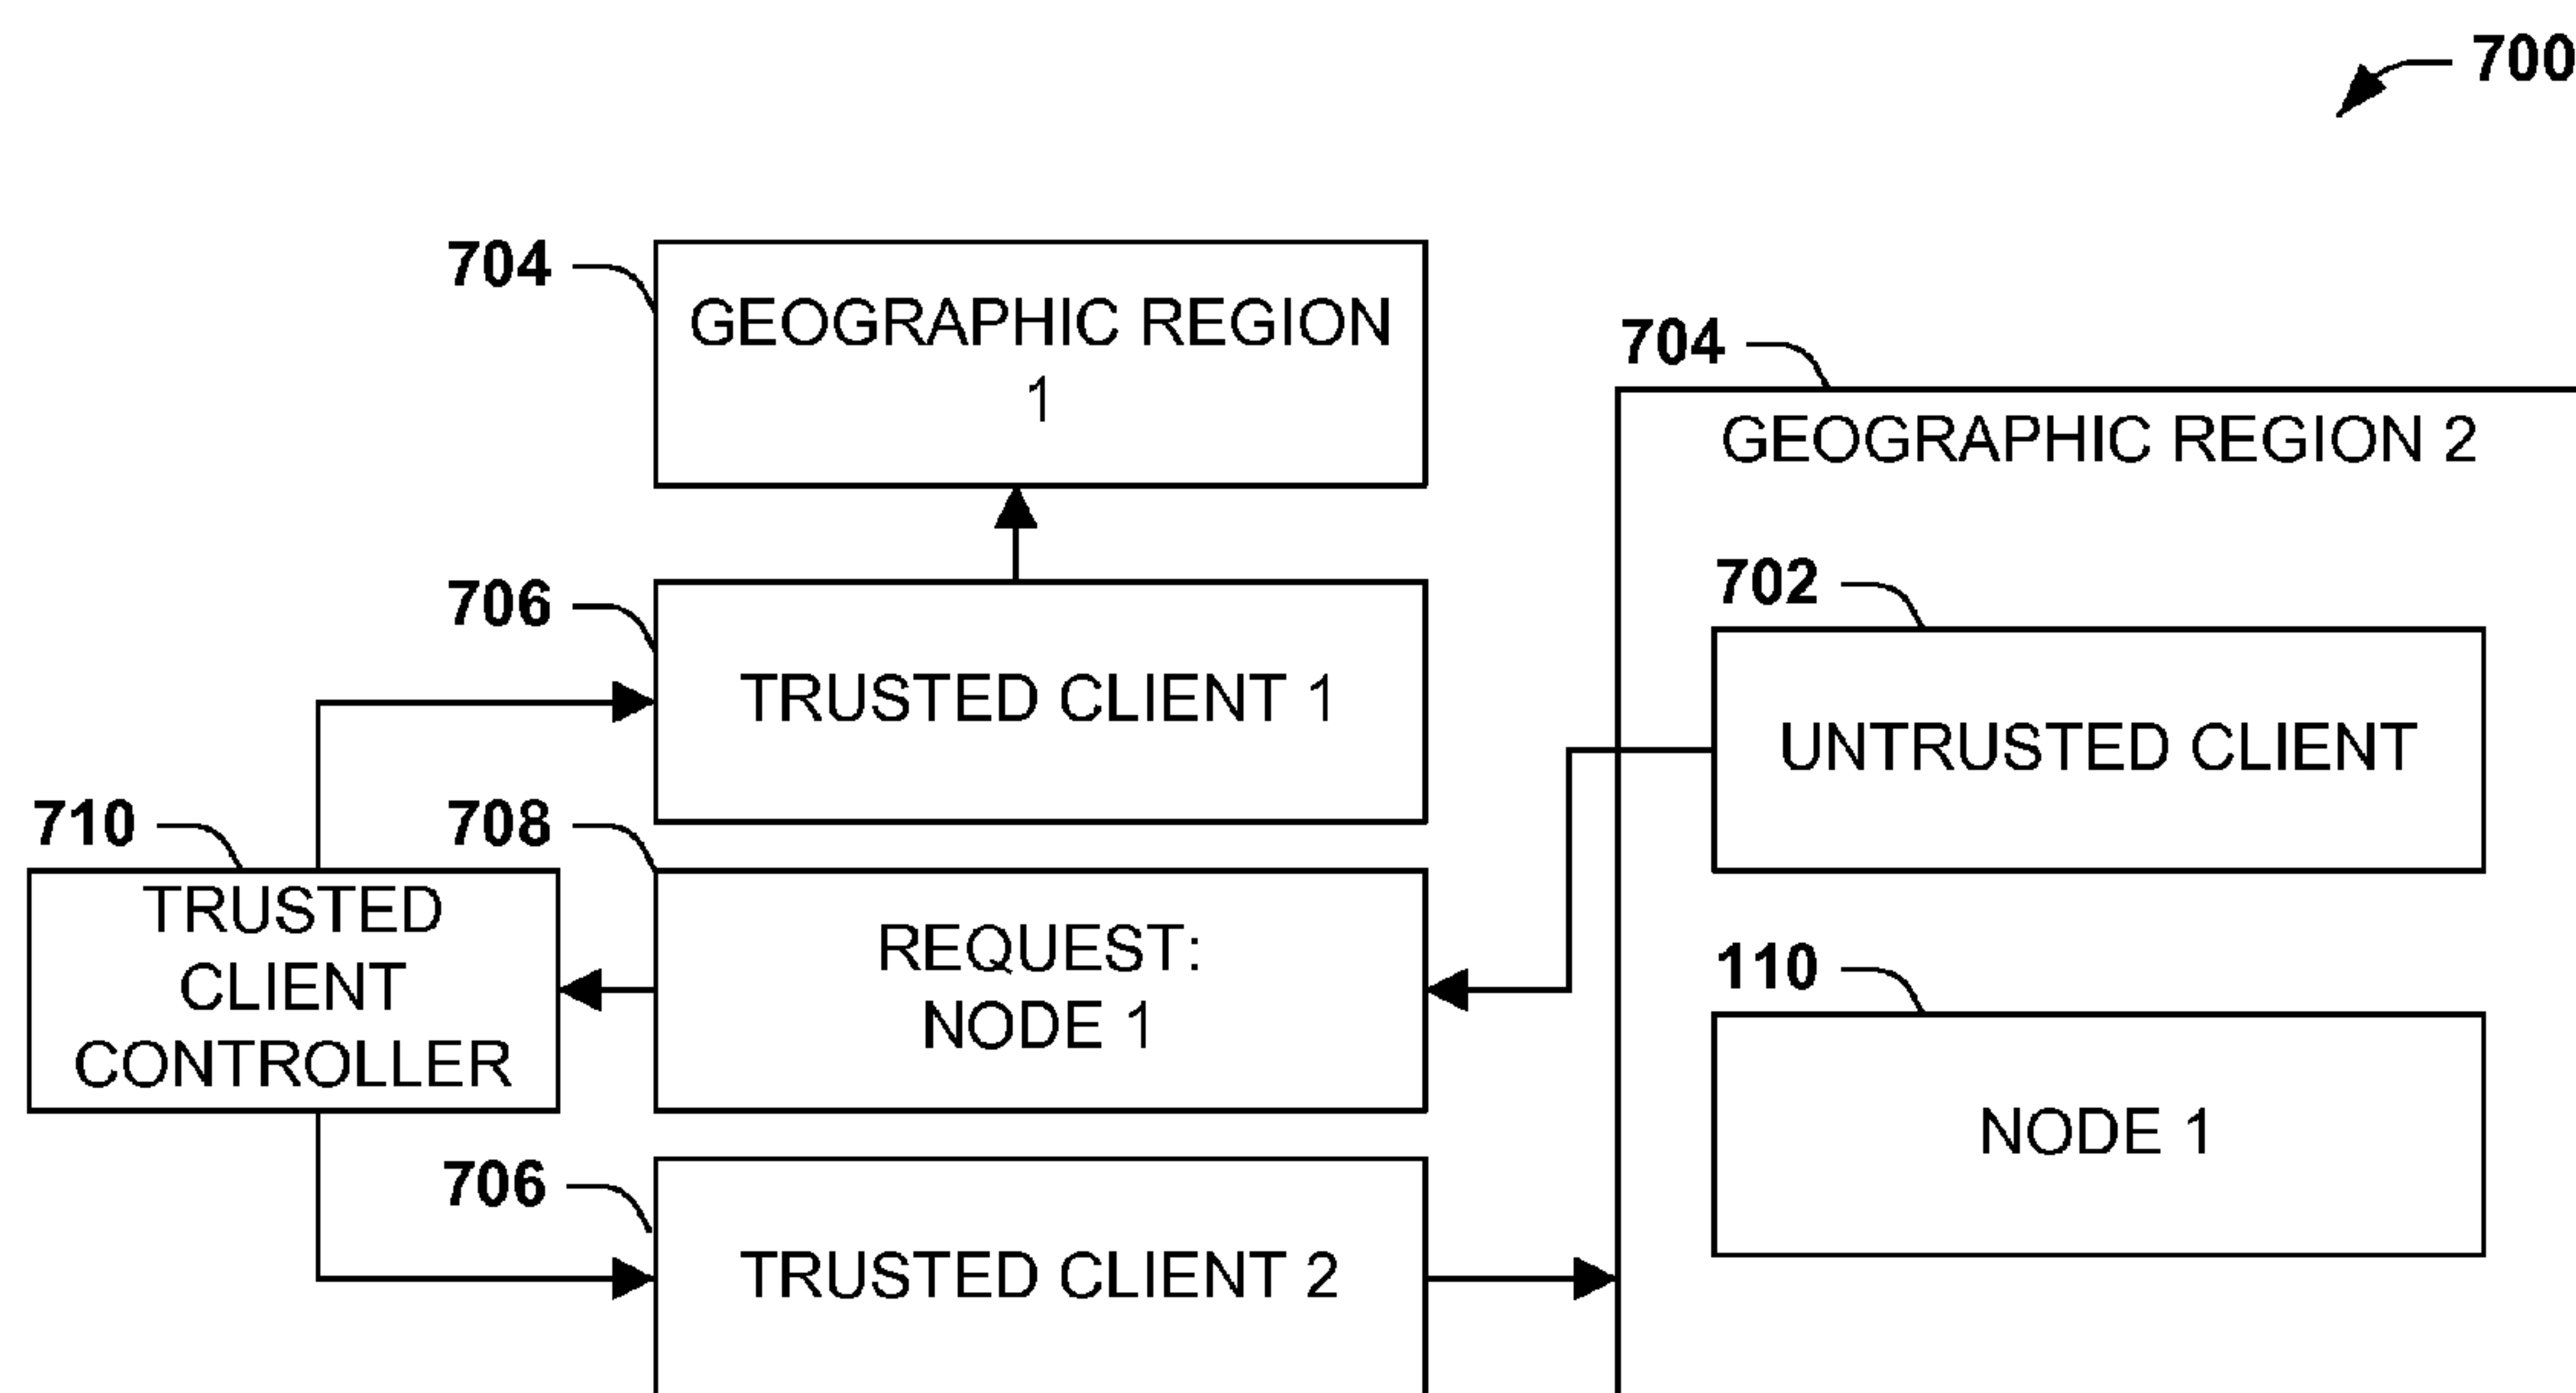 700
704
GEOGRAPHIC REGION
1
704
GEOGRAPHIC REGION 2
706
TRUSTED CLIENT 1
702
UNTRUSTED CLIENT
710
TRUSTED
CLIENT
CONTROLLER
708
REQUEST:
NODE 1
110
NODE 1
706
TRUSTED CLIENT 2